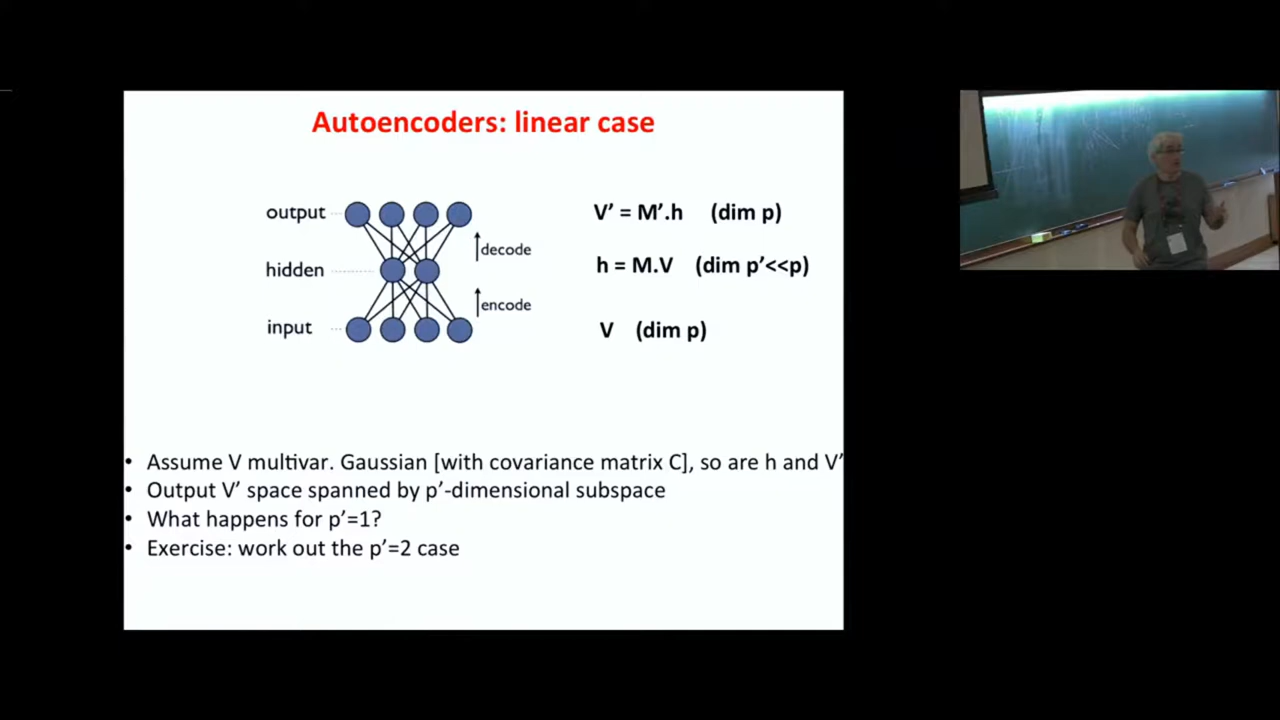 Autoencoders: linear case
output
V’ = M’.h (dim p)
decode
hidden
h = M.V (dim p’<<p)
encode
input
V (dim p)
• Assume V multivar. Gaussian [with covariance matrix C], so are h and V’
• Output V’ space spanned by p’-dimensional subspace
• What happens for p’=1?
• Exercise: work out the p’=2 case